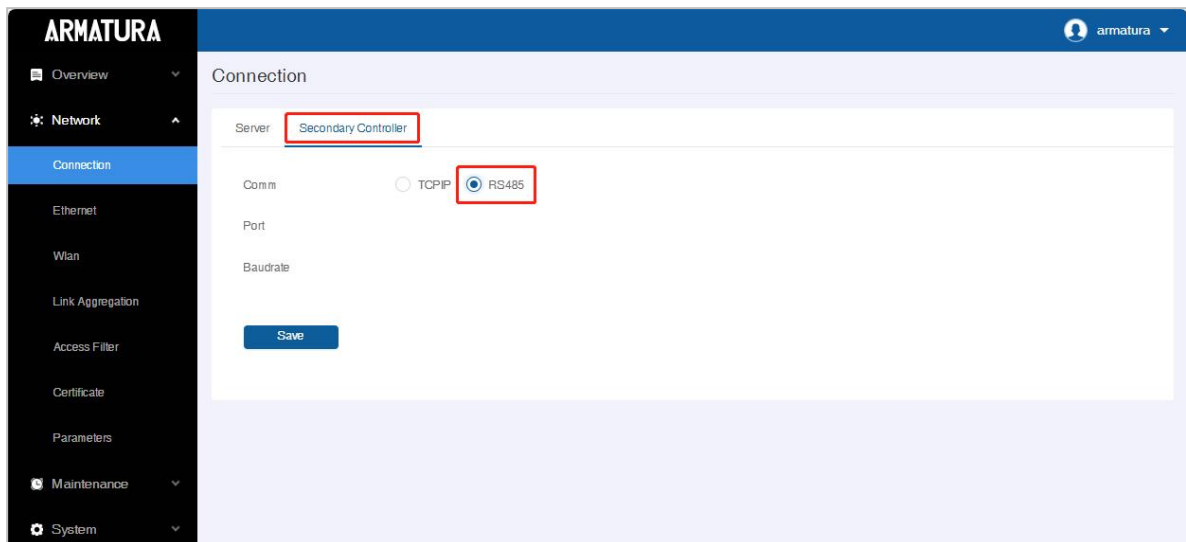 ARMATURA
armatura
Overview
Connection
Network
Server Secondary Controller
Connection
Comm TCPIP RS485
Ethernet
Port
Wlan
Baudrate
Link Aggregation
Save
Access Filter
Certificate
Parameters
Maintenance
System